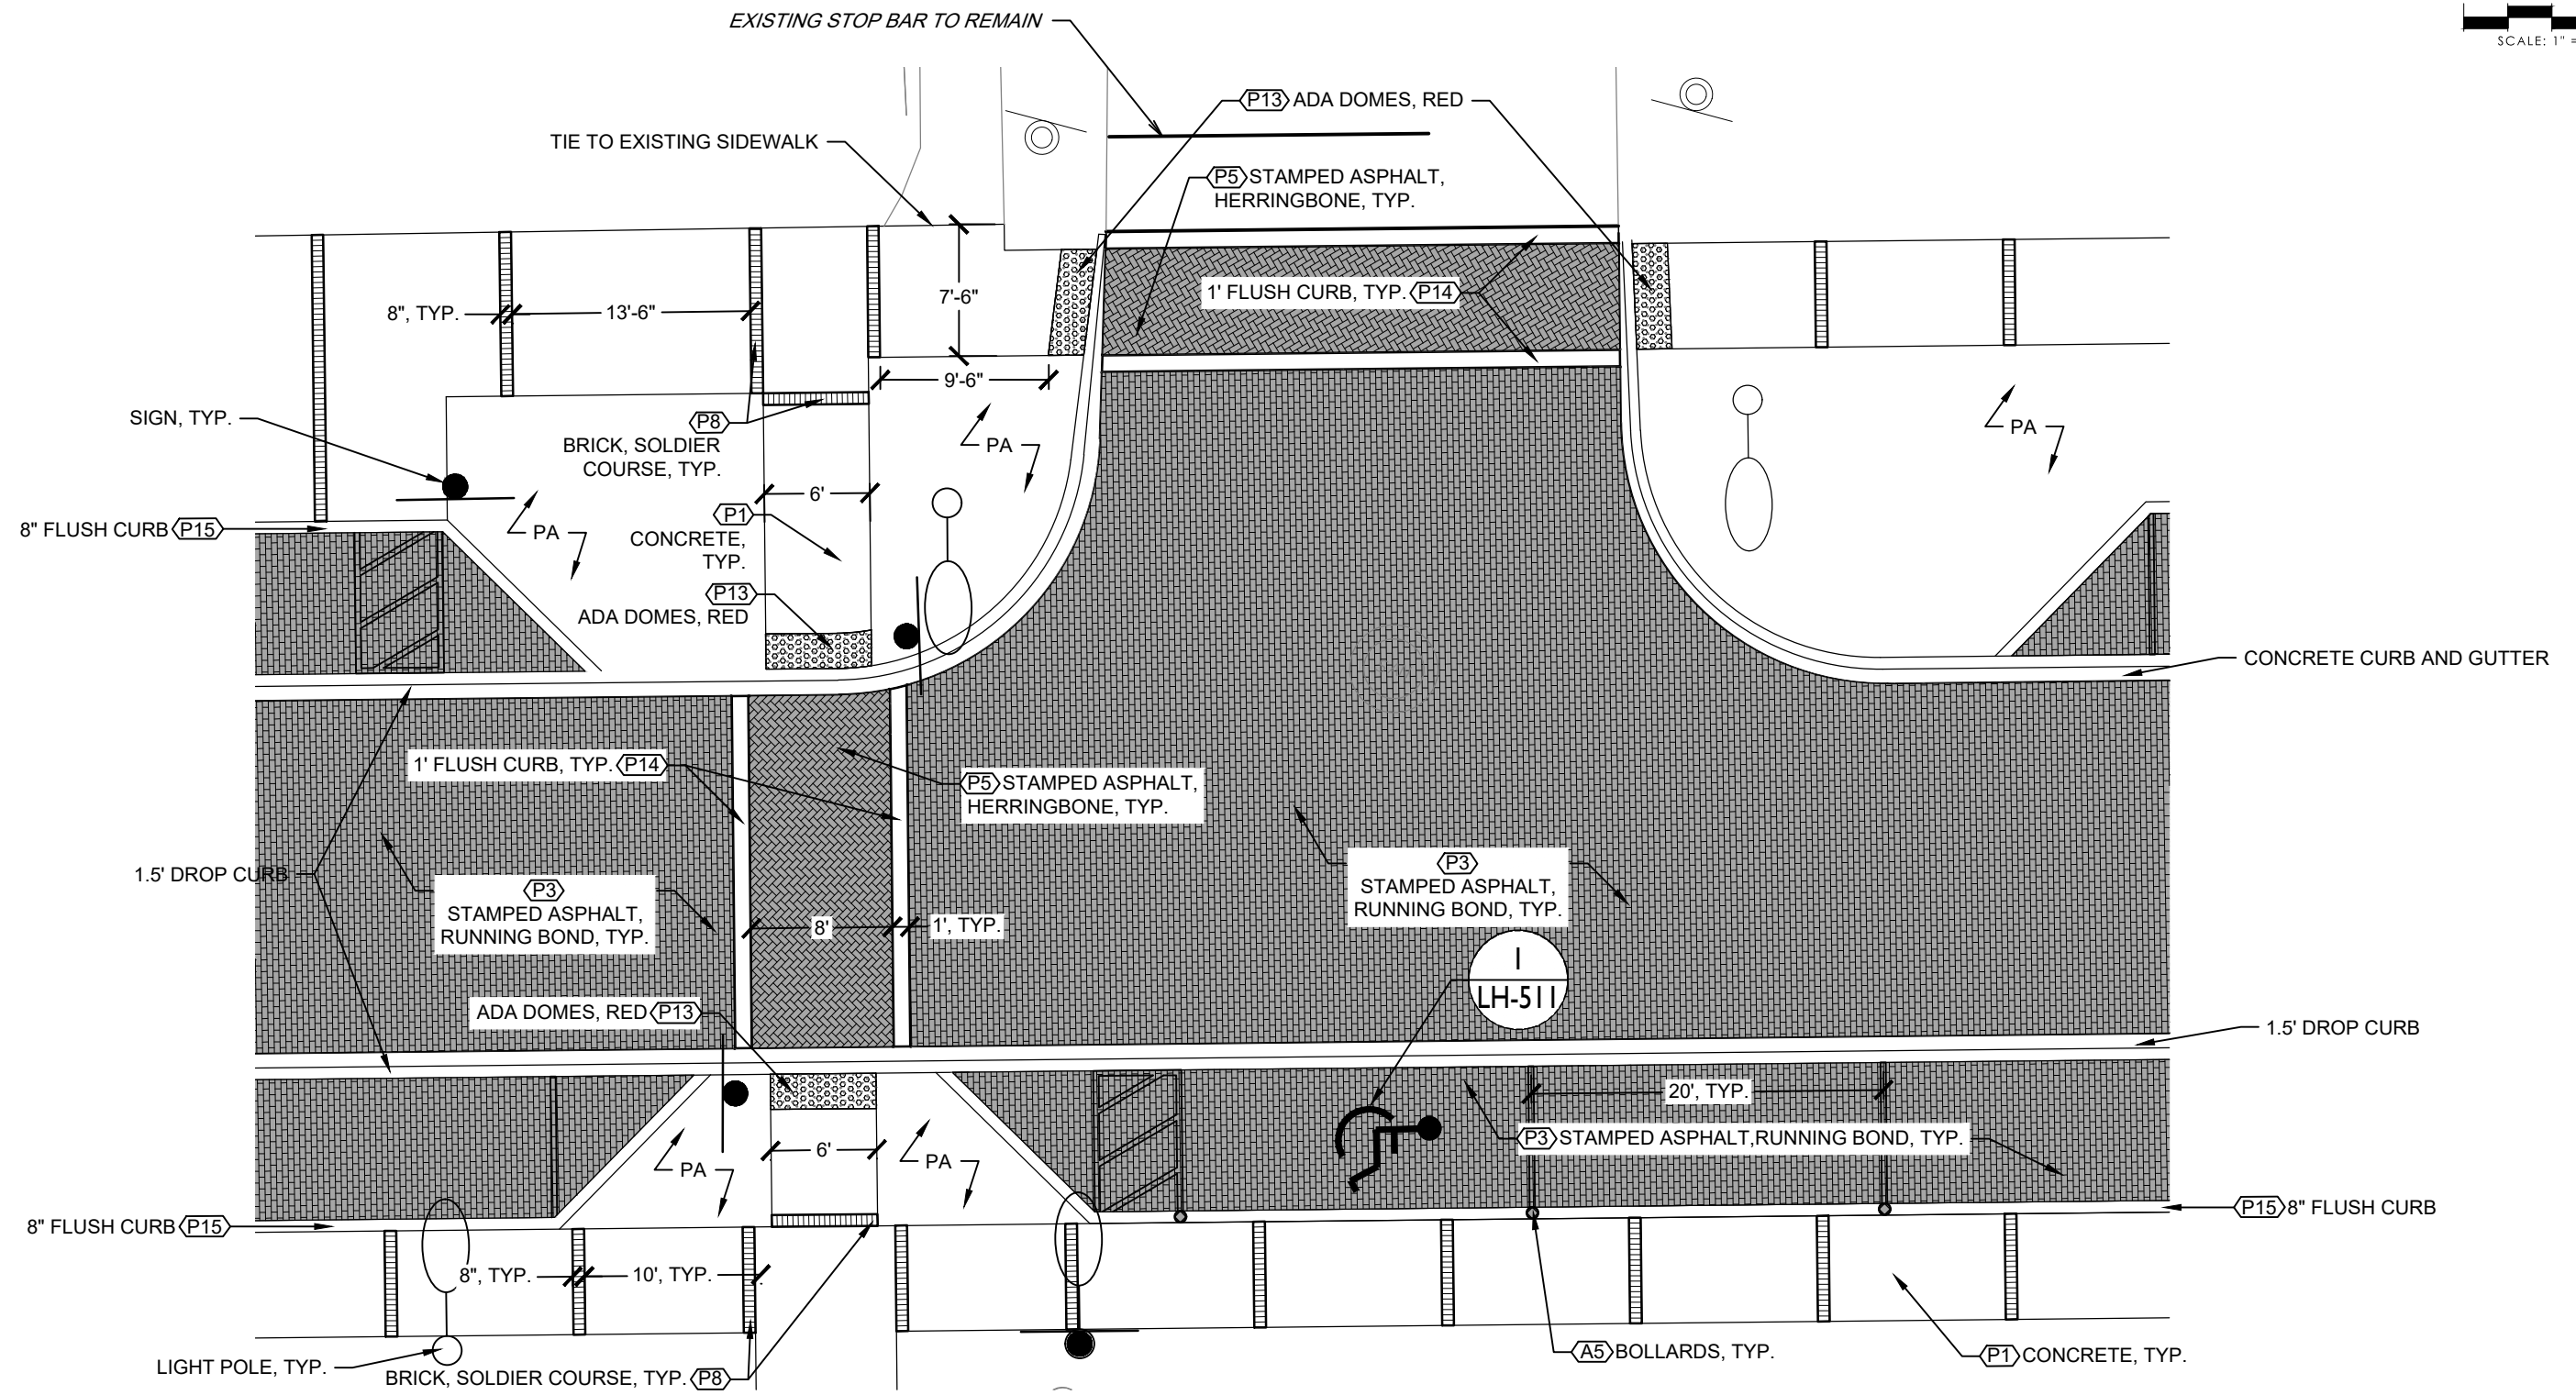 EXISTING STOP BAR TO REMAIN
SCALE: 1" =
P13 ADA DOMES, RED
TIE TO EXISTING SIDEWALK
P5 STAMPED ASPHALT,
HERRINGBONE, TYP.
8", TYP.
13'-6"
7'-6"
1' FLUSH CURB, TYP. P14
9'-6"
SIGN, TYP.
P8
BRICK, SOLDIER
COURSE, TYP.
PA
PA
6'
P1
CONCRETE,
TYP.
8" FLUSH CURB P15
PA
P13
ADA DOMES, RED
CONCRETE CURB AND GUTTER
1' FLUSH CURB, TYP. P14
P5 STAMPED ASPHALT,
HERRINGBONE, TYP.
1.5' DROP CURB
P3
STAMPED ASPHALT,
RUNNING BOND, TYP.
P3
STAMPED ASPHALT,
RUNNING BOND, TYP.
8'
1', TYP.
I
LH-511
ADA DOMES, RED P13
1.5' DROP CURB
20', TYP.
P3 STAMPED ASPHALT,RUNNING BOND, TYP.
6'
PA
PA
8" FLUSH CURB P15
P15 8" FLUSH CURB
8", TYP.
10', TYP.
LIGHT POLE, TYP.
BRICK, SOLDIER COURSE, TYP. P8
A5 BOLLARDS, TYP.
P1 CONCRETE, TYP.